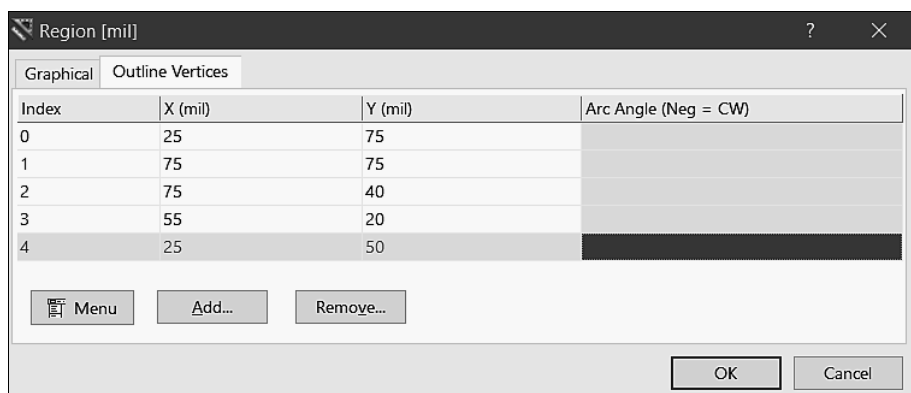 Region [mil] ?
Graphical Outline Vertices
Index X (mil) Y (mil) Arc Angle (Neg = CW)
0 25 75
1 75 75
2 75 40
3 55 20
4 25 50
Menu Add... Remove...
OK Cancel